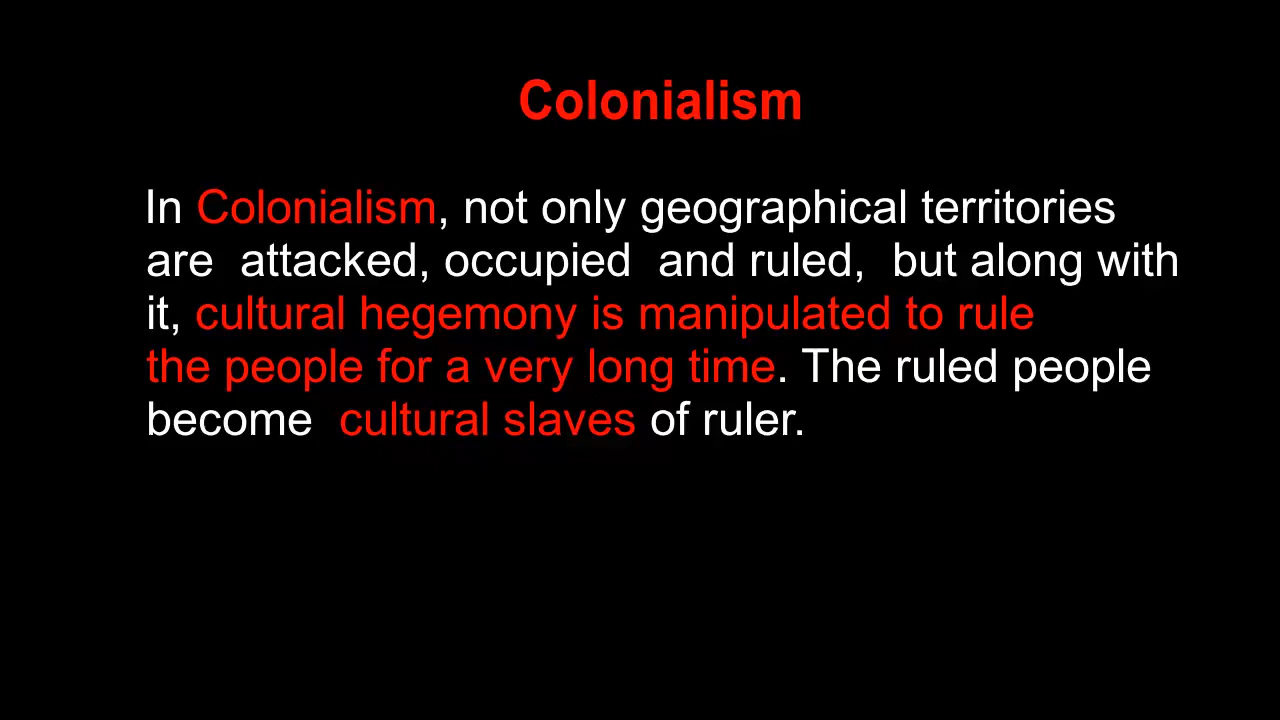 Colonialism
In Colonialism, not only geographical territories
are  attacked, occupied  and ruled,  but along with
it, cultural hegemony is manipulated to rule
the people for a very long time. The ruled people
become  cultural slaves of ruler.